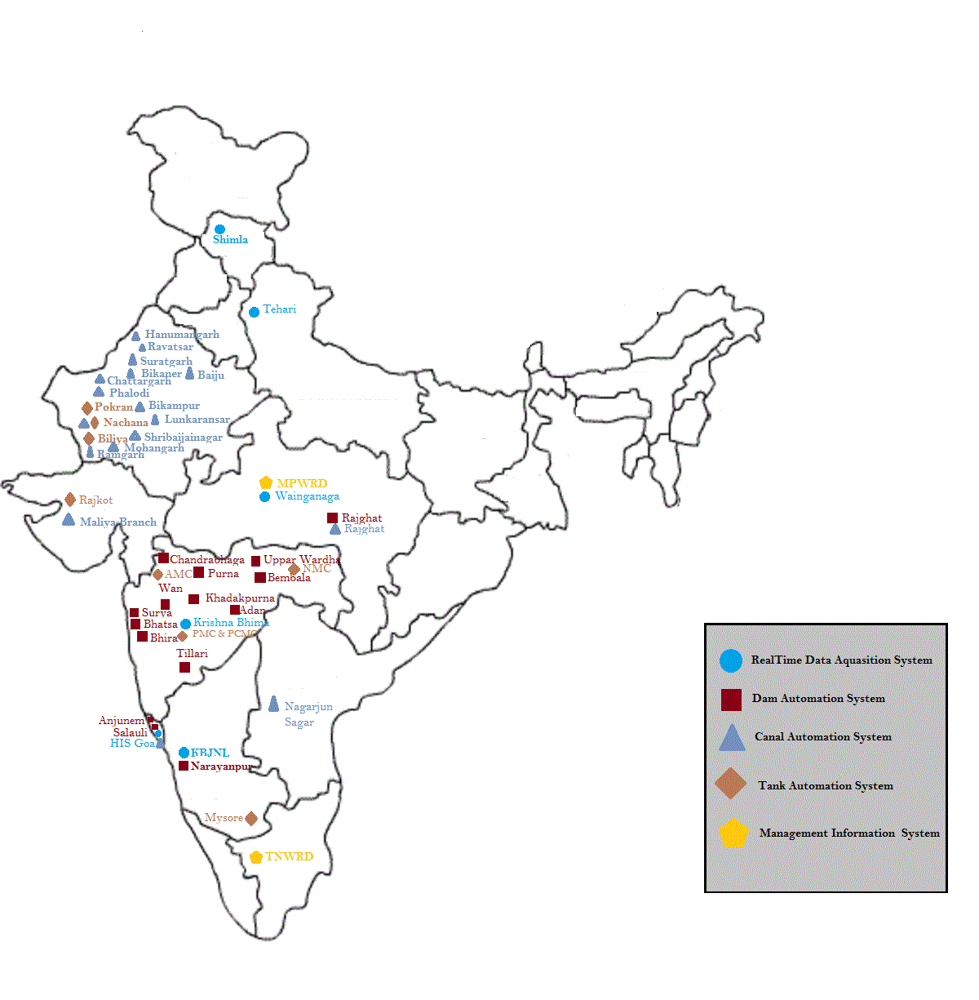 Shimla
Tehari
Hanumangarh
Ravatsar
Suratgarh
Bikaner
Baiju
Chattargarh
Phalodi
Pokran
Bikampur
Nachana
Lunkaransar
Biliya
Shribaijainagar
Mohangarh
Ramgarh
MPWRD
Wainganaga
Rajkot
Maliya Branch
Rajghat
Rajghat
Chandrabhaga
Uppar Wardha
AMC
Purna
NMC
Bembala
Wan
Khadakpurna
Surya
Adan
Bhatsa
Krishna Bhima
Bhira
PMC & PCMC
Tillari
Nagarjun
Sagar
Anjunem
Salauli
HIS Goa
KBJNL
Narayanpur
Mysore
TNWRD
RealTime Data Aquasition System
Dam Automation System
Canal Automation System
Tank Automation System
Management Information System